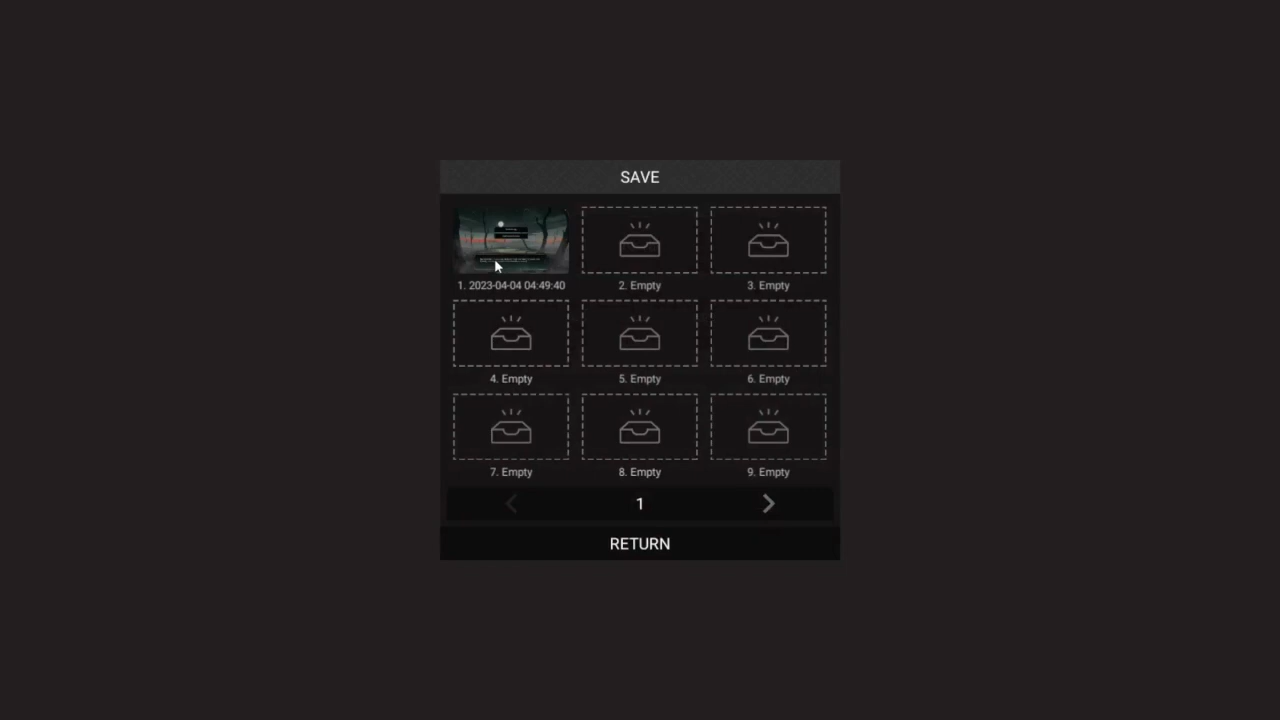 SAVE
1. 2023-04-04 04:49:40
2. Empty
3. Empty
4. Empty
5. Empty
6. Empty
7. Empty
8. Empty
9. Empty
1
RETURN